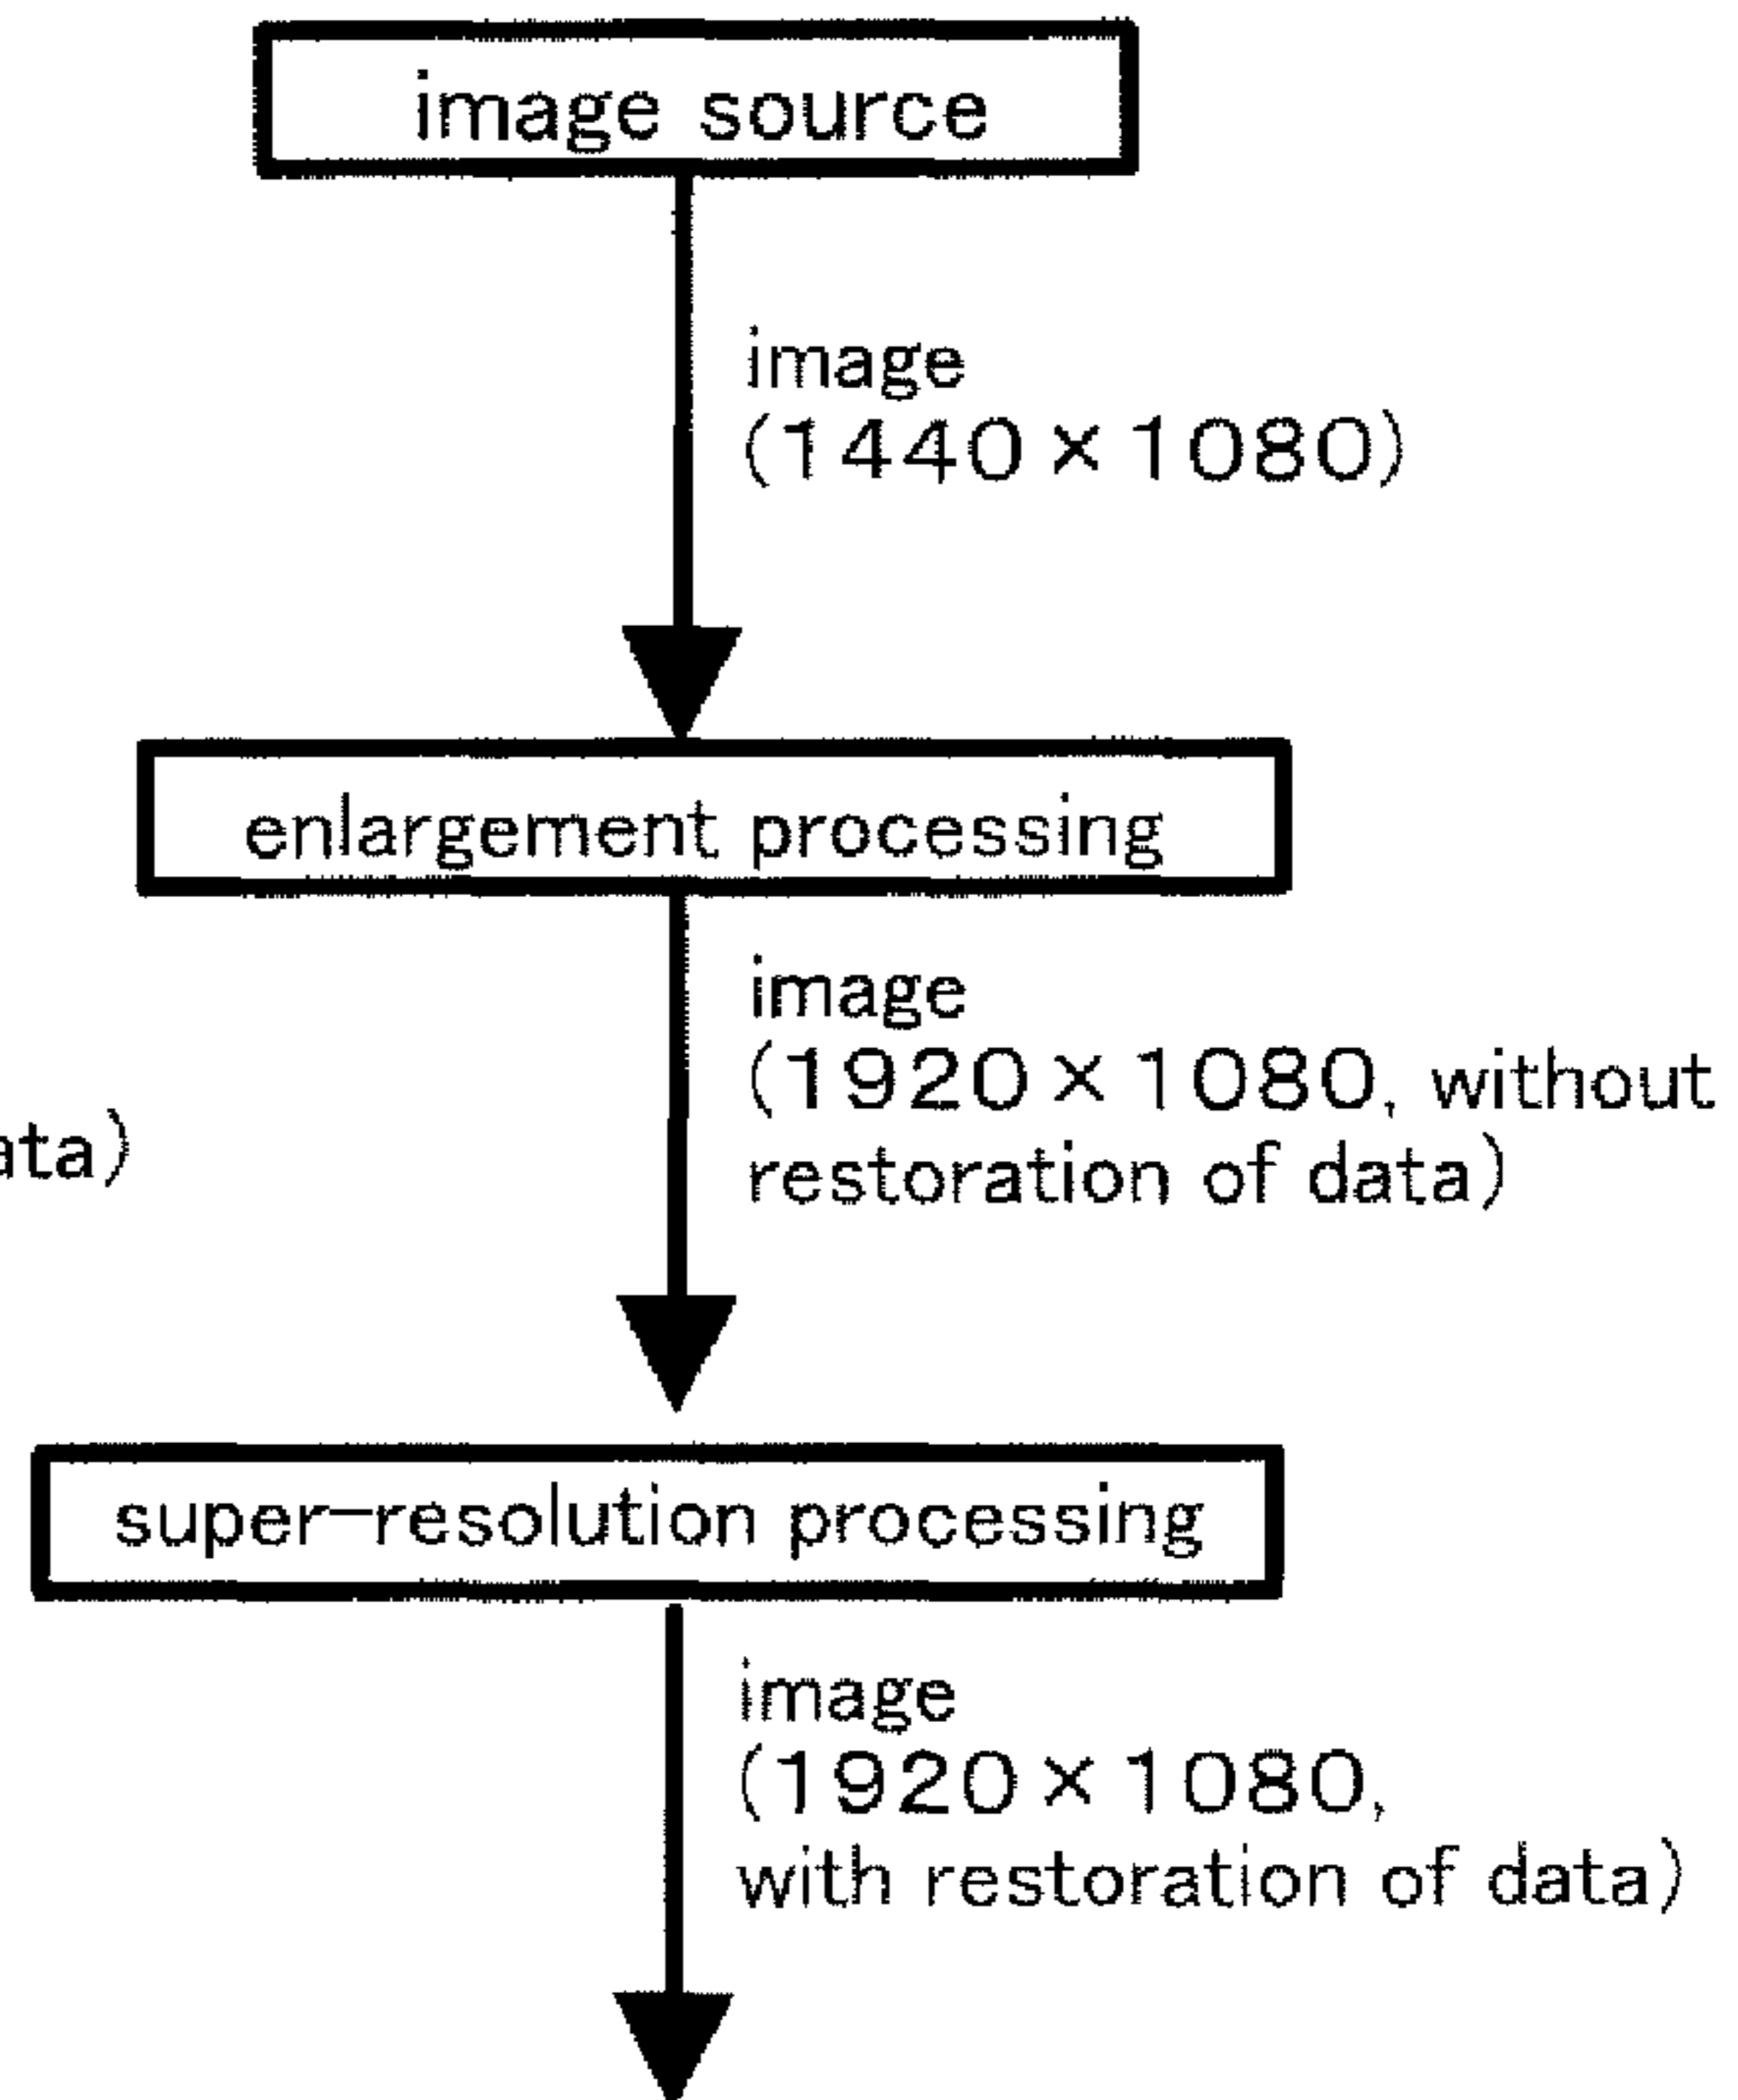 image source
image
(1440×1080)
enlargement processing
image
(1920×1080, without
restoration of data)
super-resolution processing
image
(1920×1080,
with restoration of data)